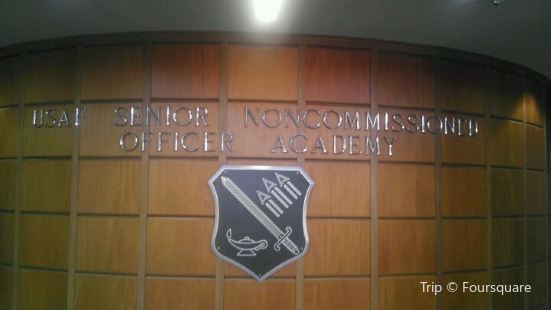 USAF SENIOR NONCOMMISSIONED
OFFICER ACADEMY
Trip © Foursquare